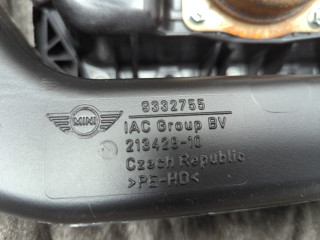 9332755
MINI
IAC Group BV
213429-10
Czech Republic
>PE-HD<